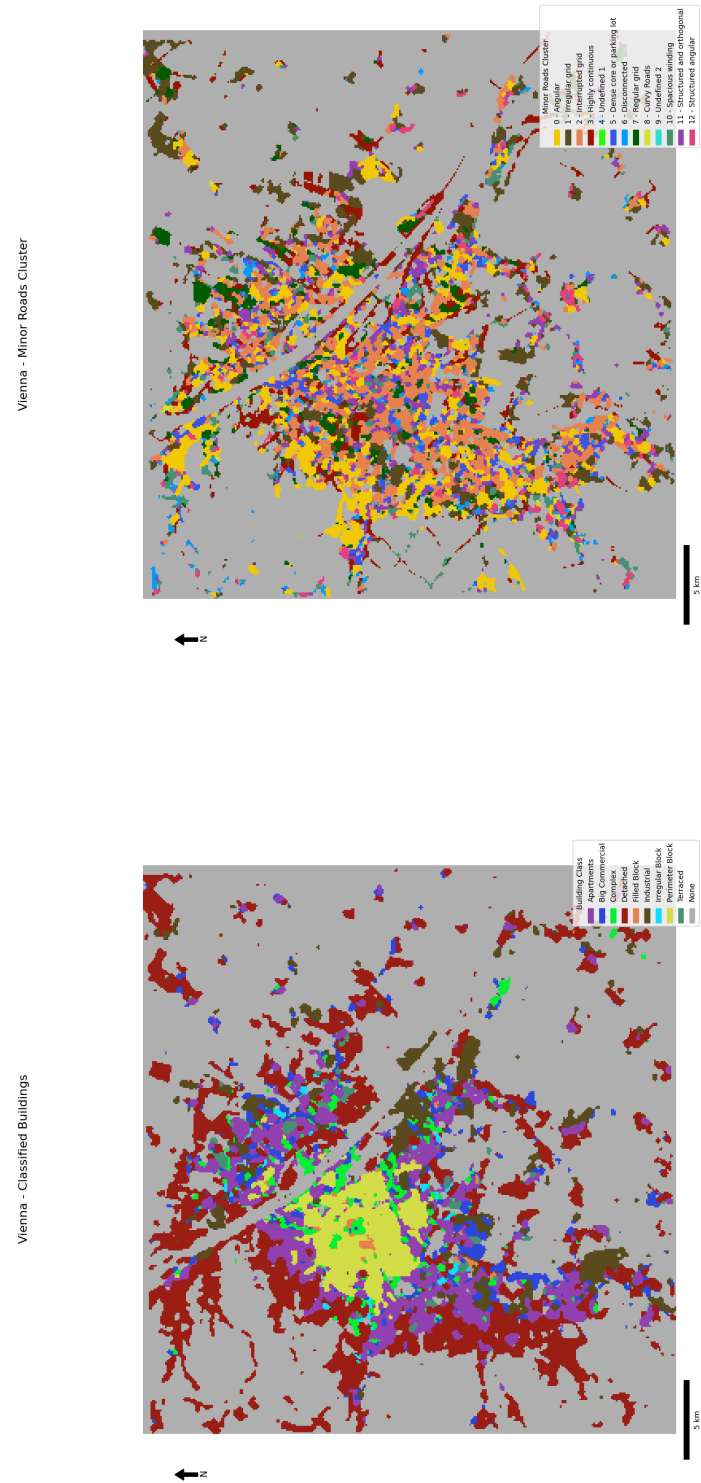 Vienna - Minor Roads Cluster
Minor Roads Cluster
0 - Angular
1 - Irregular grid
2 - Interrupted grid
3 - Highly continuous
4 - Undefined 1
5 - Dense core or parking lot
6 - Disconnected
7 - Regular grid
8 - Curvy Roads
9 - Undefined 2
10 - Spacious winding
11 - Structured and orthogonal
12 - Structured angular
5 km
N
Vienna - Classified Buildings
Building Class
Apartments
Big Commercial
Complex
Detached
Filled Block
Industrial
Irregular Block
Perimeter Block
Terraced
None
5 km
N